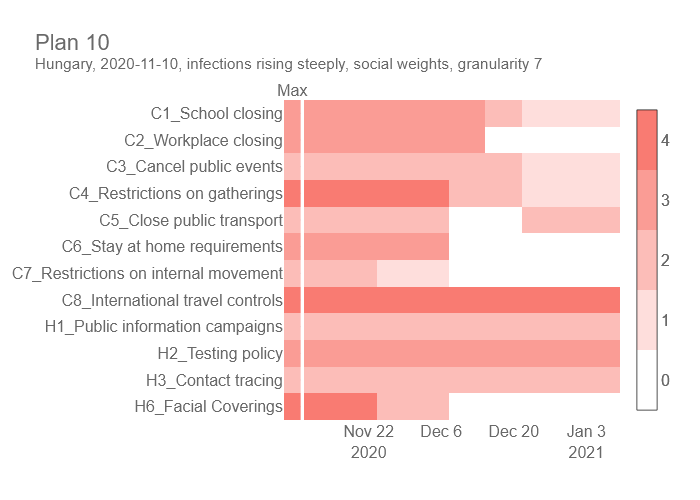 Plan 10
Hungary, 2020-11-10, infections rising steeply, social weights, granularity 7
Max
C1_School closing
C2_Workplace closing
C3_Cancel public events
C4_Restrictions on gatherings
C5_Close public transport
C6_Stay at home requirements
C7_Restrictions on internal movement
C8_International travel controls
H1_Public information campaigns
H2_Testing policy
H3_Contact tracing
H6_Facial Coverings
Nov 22 Dec 6 Dec 20 Jan 3
2020 2021
4
3
2
1
0